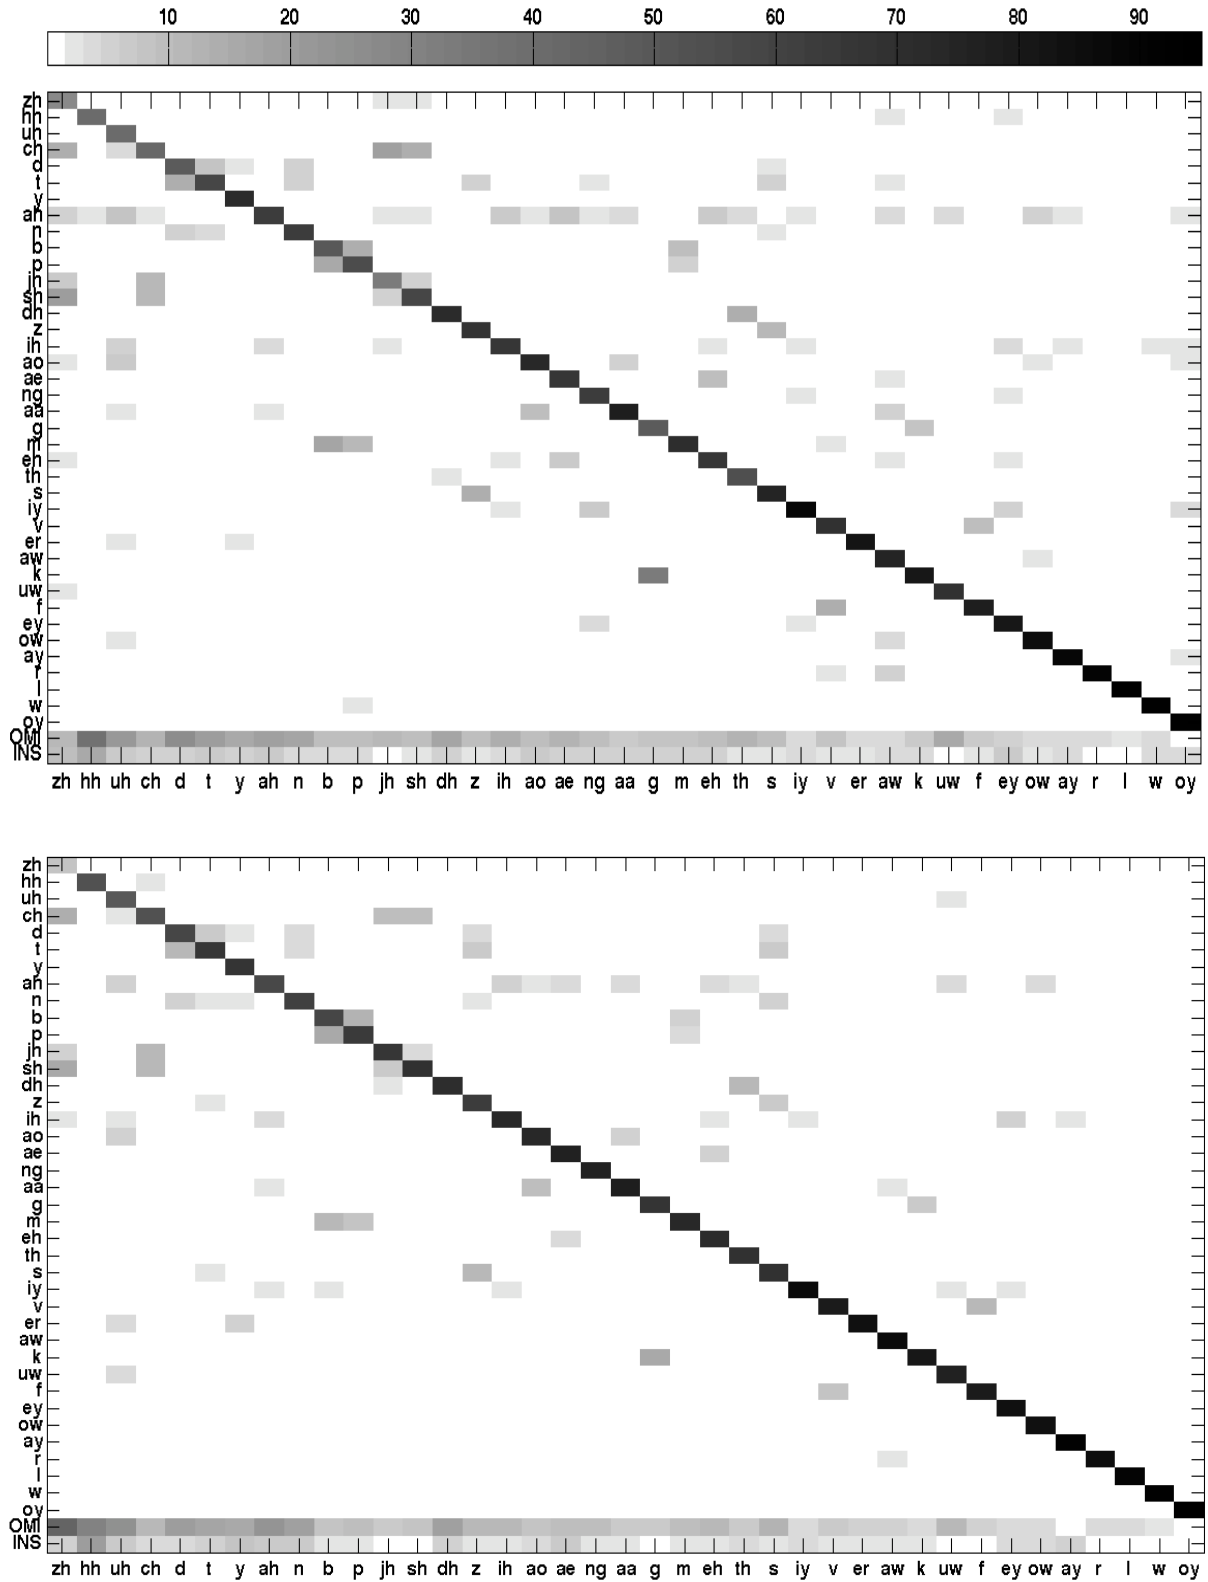 10 20 30 40 50 60 70 80 90
zh
hh
uh
ch
d
t
y
ah
n
b
p
jh
sh
dh
z
ih
ao
ae
ng
aa
g
m
eh
th
s
iy
v
er
aw
k
uw
f
ey
ow
ay
r
l
w
oy
OMI
INS
zh hh uh ch d t y ah n b p jh sh dh z ih ao ae ng aa g m eh th s iy v er aw k uw f ey ow ay r l w oy
zh
hh
uh
ch
d
t
y
ah
n
b
p
jh
sh
dh
z
ih
ao
ae
ng
aa
g
m
eh
th
s
iy
v
er
aw
k
uw
f
ey
ow
ay
r
l
w
oy
OMI
INS
zh hh uh ch d t y ah n b p jh sh dh z ih ao ae ng aa g m eh th s iy v er aw k uw f ey ow ay r l w oy